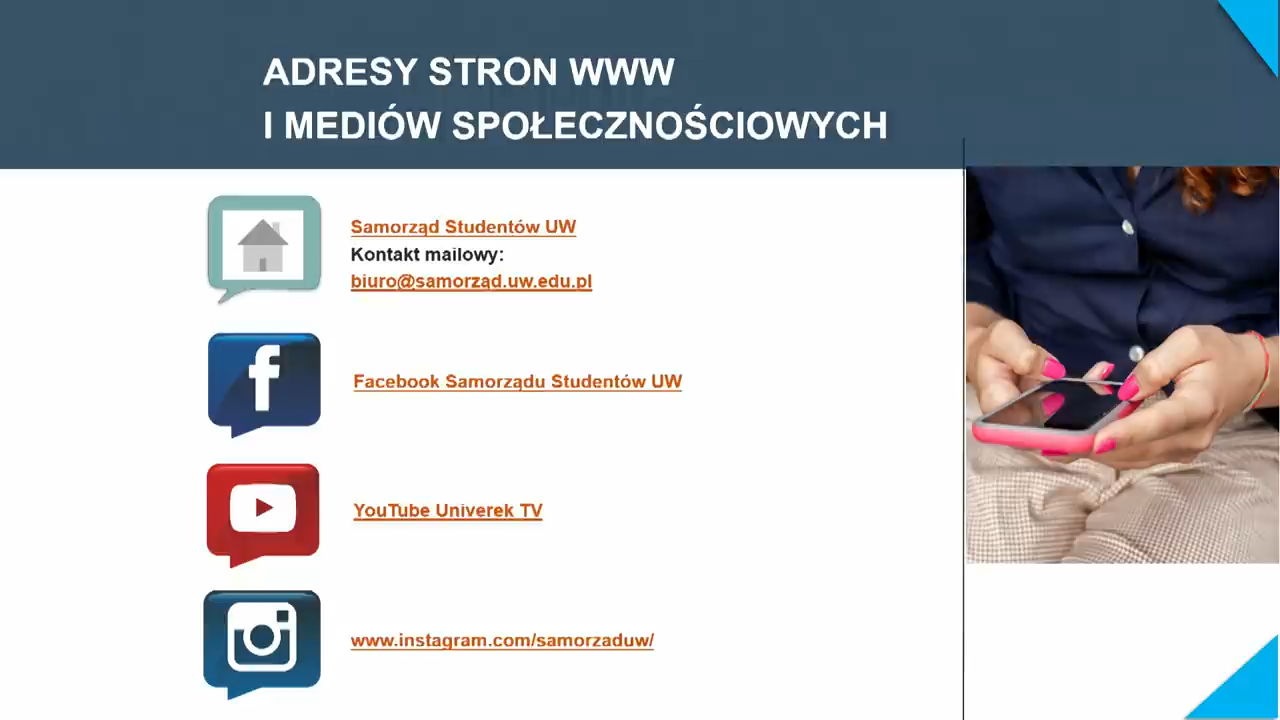 ADRESY STRON WWW
I MEDIÓW SPOŁECZNOŚCIOWYCH
Samorząd Studentów UW
Kontakt mailowy:
biuro@samorząd.uw.edu.pl
Facebook Samorządu Studentów UW
YouTube Univerek TV
www.instagram.com/samorzaduw/